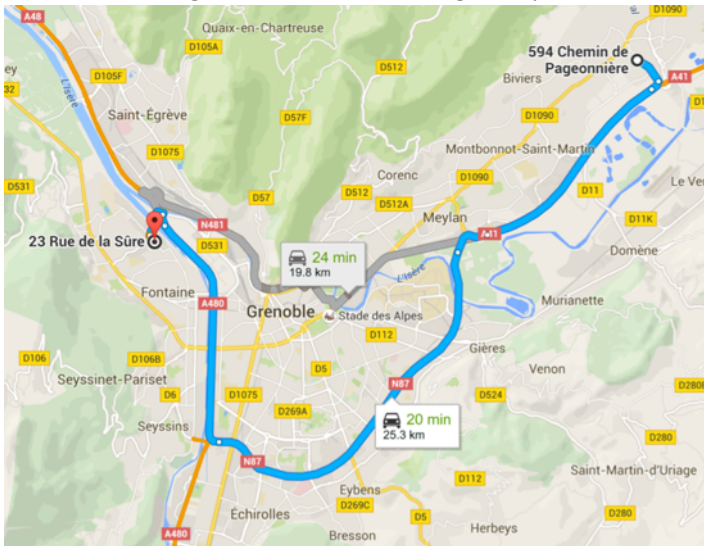 A48
Quaix-en-Chartreuse
D1090
D105A
594 Chemin de
Pageonnière
D512
Biviers
A41
D105F
L'Isère
Saint-Égrève
D57F
D1090
D1075
Montbonnot-Saint-Martin
D531
Corenc
D1090
D57
D512
D11
D512A
Meylan
D11K
23 Rue de la Sûre
N481
D531
A41
Domène
24 min
19.8 km
L'Isère
Fontaine
A480
Grenoble
Stade des Alpes
Murianette
D112
Gières
D106
D106B
D5
Venon
Seyssinet-Pariset
D6
D1075
N87
D524
D269A
20 min
25.3 km
Seyssins
D280
N87
D112
Saint-Martin-d'Uriage
Eybens
D269C
Échirolles
D5
D280
A480
Bresson
Herbeys